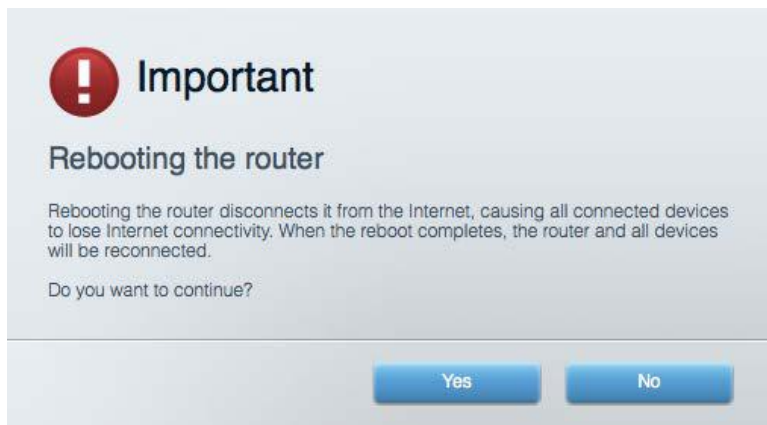 Important
Rebooting the router
Rebooting the router disconnects it from the Internet, causing all connected devices
to lose Internet connectivity. When the reboot completes, the router and all devices
will be reconnected.
Do you want to continue?
Yes
No